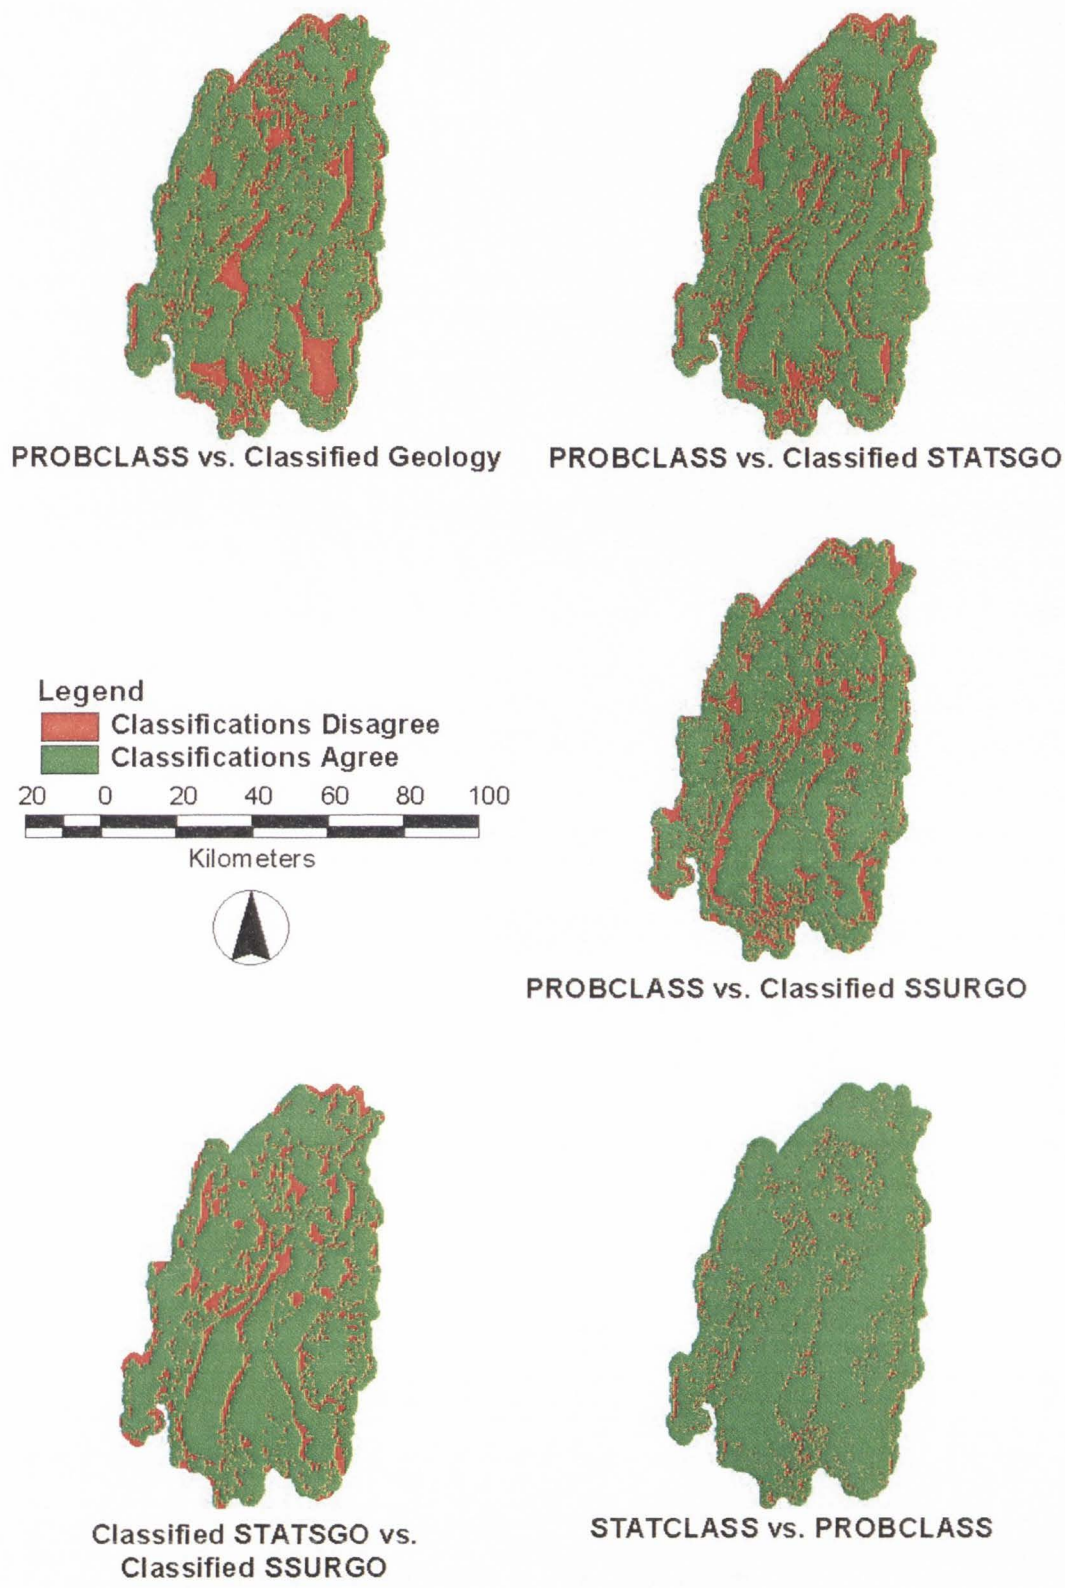 PROBCLASS vs. Classified Geology
PROBCLASS vs. Classified STATSGO
Legend
Classifications Disagree
Classifications Agree
20 0 20 40 60 80 100
Kilometers
PROBCLASS vs. Classified SSURGO
Classified STATSGO vs.
Classified SSURGO
STATCLASS vs. PROBCLASS